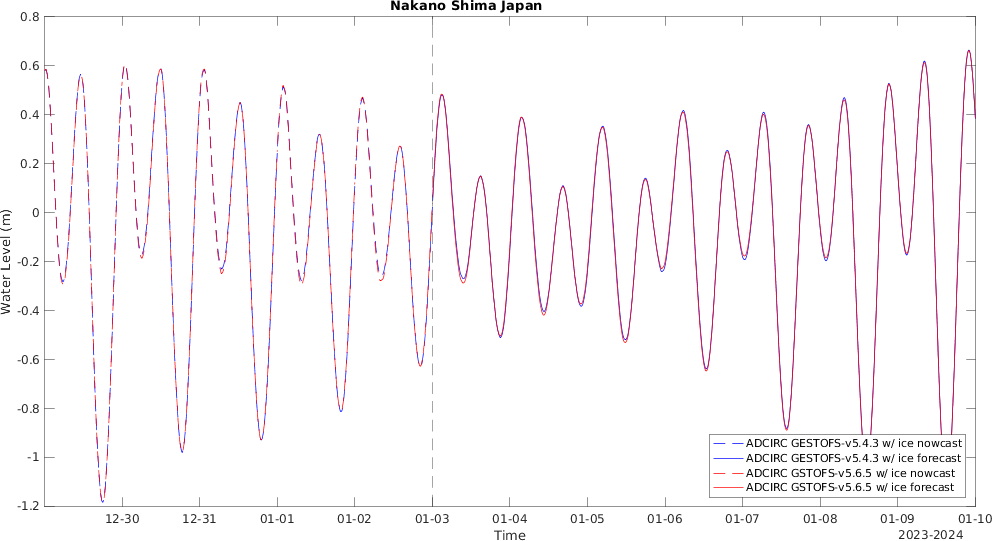 Nakano Shima Japan
0.8
0.6
0.4
0.2
0
-0.2
-0.4
-0.6
-0.8
-1
-1.2
Water Level (m)
ADCIRC GESTOFS-v5.4.3 w/ ice nowcast
ADCIRC GESTOFS-v5.4.3 w/ ice forecast
ADCIRC GSTOFS-v5.6.5 w/ ice nowcast
ADCIRC GSTOFS-v5.6.5 w/ ice forecast
12-30 12-31 01-01 01-02 01-03 01-04 01-05 01-06 01-07 01-08 01-09 01-10
Time
2023-2024